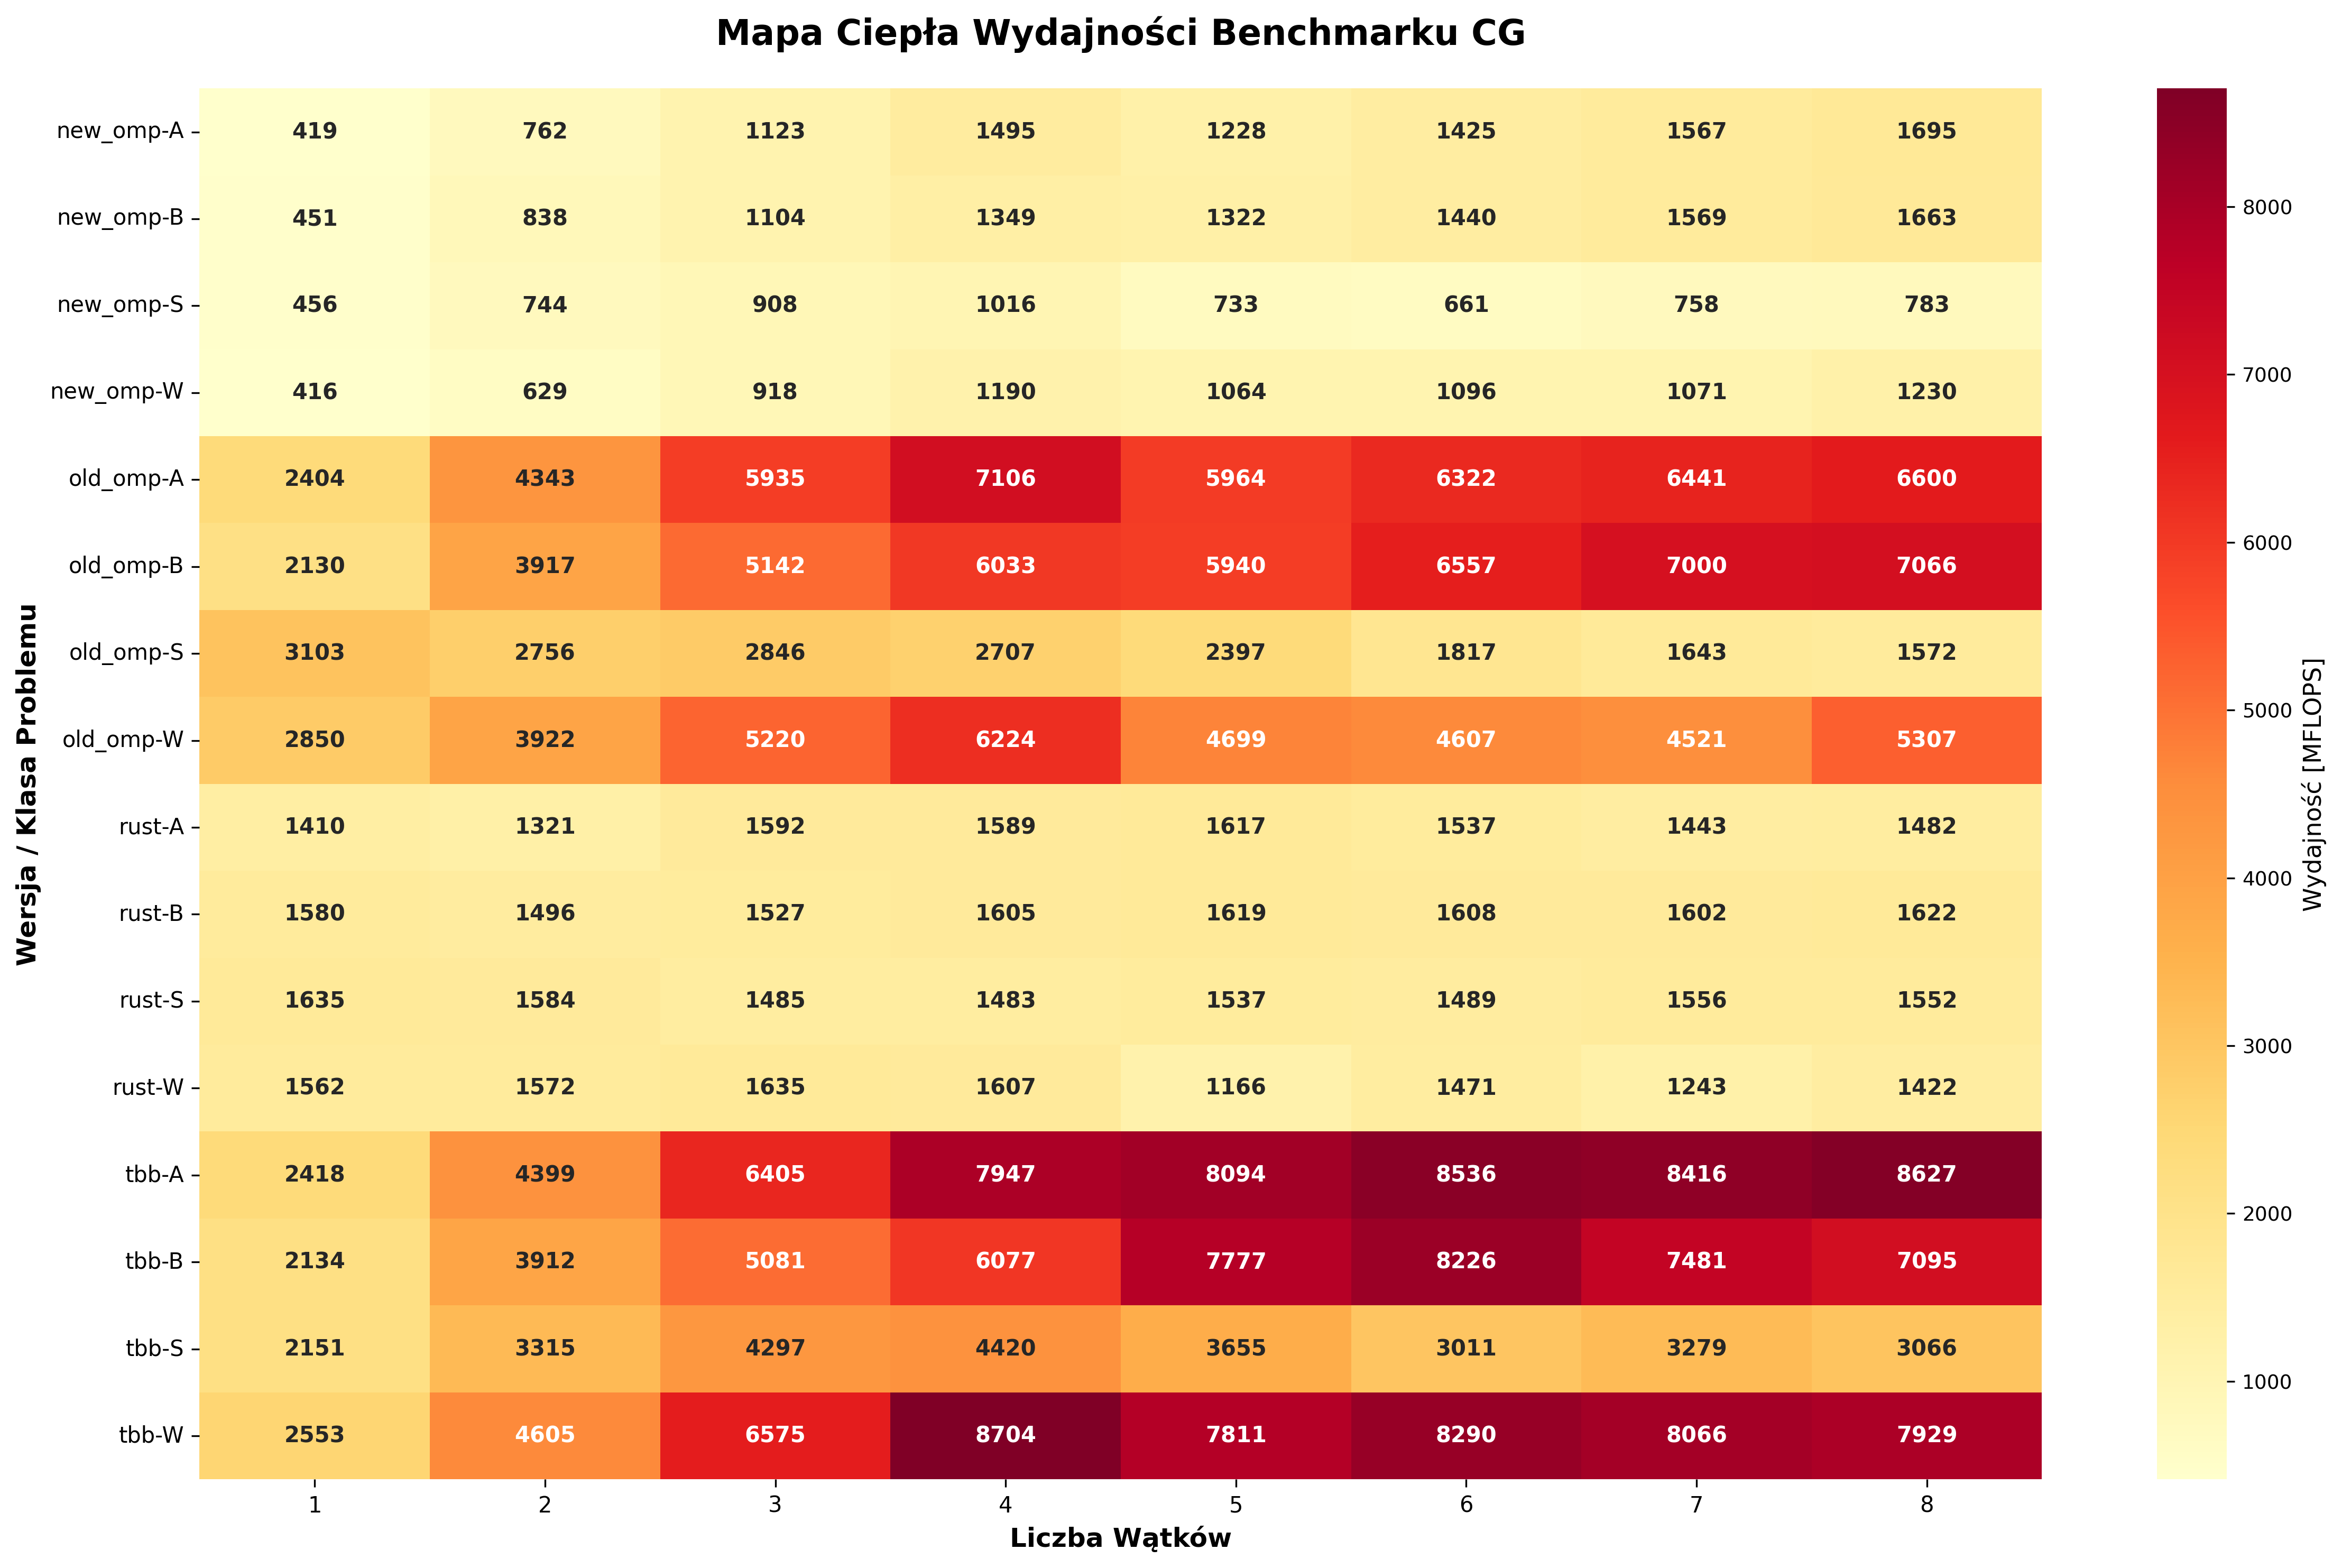 Mapa Ciepła Wydajności Benchmarku CG
Wersja / Klasa Problemu
new_omp-A 419 762 1123 1495 1228 1425 1567 1695
new_omp-B 451 838 1104 1349 1322 1440 1569 1663
new_omp-S 456 744 908 1016 733 661 758 783
new_omp-W 416 629 918 1190 1064 1096 1071 1230
old_omp-A 2404 4343 5935 7106 5964 6322 6441 6600
old_omp-B 2130 3917 5142 6033 5940 6557 7000 7066
old_omp-S 3103 2756 2846 2707 2397 1817 1643 1572
old_omp-W 2850 3922 5220 6224 4699 4607 4521 5307
rust-A 1410 1321 1592 1589 1617 1537 1443 1482
rust-B 1580 1496 1527 1605 1619 1608 1602 1622
rust-S 1635 1584 1485 1483 1537 1489 1556 1552
rust-W 1562 1572 1635 1607 1166 1471 1243 1422
tbb-A 2418 4399 6405 7947 8094 8536 8416 8627
tbb-B 2134 3912 5081 6077 7777 8226 7481 7095
tbb-S 2151 3315 4297 4420 3655 3011 3279 3066
tbb-W 2553 4605 6575 8704 7811 8290 8066 7929
1 2 3 4 5 6 7 8
Liczba Wątków
8000
7000
6000
5000
4000
3000
2000
1000
Wydajność [MFLOPS]